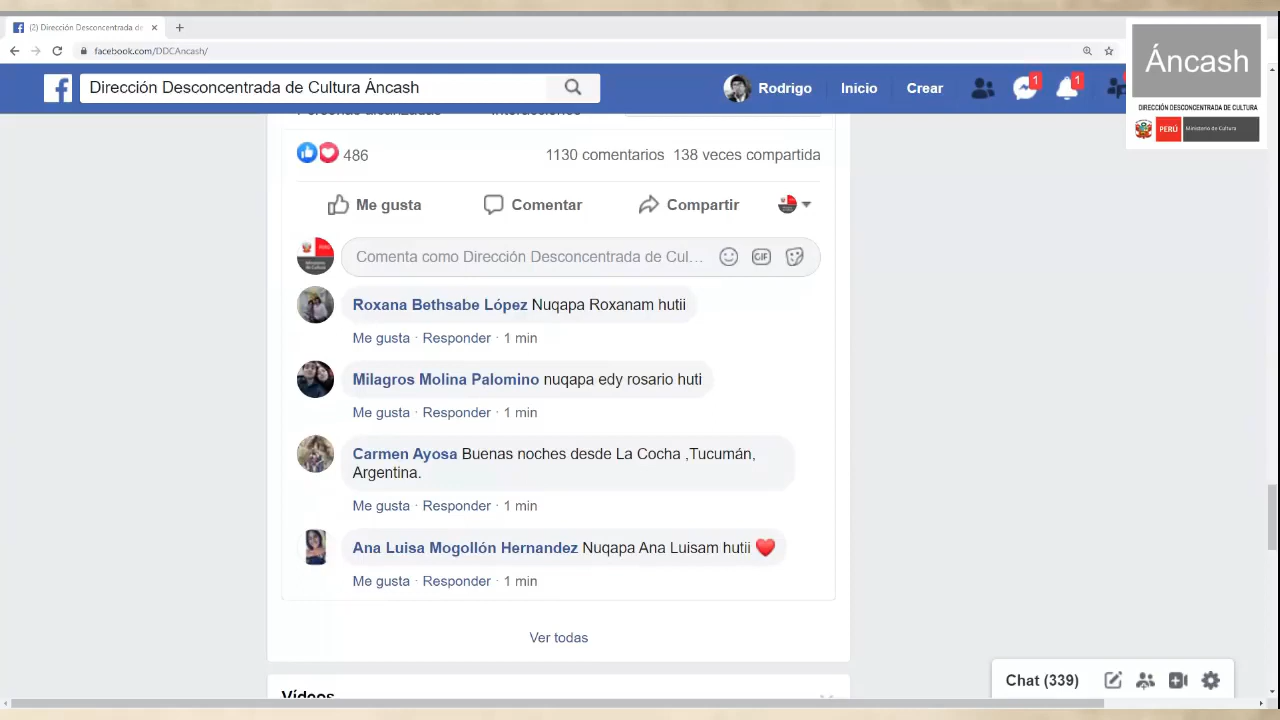 (2) Dirección Desconcentrada de
facebook.com/DDCAncash/
Áncash
DIRECCIÓN DESCONCENTRADA DE CULTURA
PERÚ
Ministerio de Cultura
Dirección Desconcentrada de Cultura Áncash
Rodrigo Inicio Crear 1 1
486 1130 comentarios 138 veces compartida
Me gusta Comentar Compartir
Comenta como Dirección Desconcentrada de Cul... GIF
Roxana Bethsabe López Nuqapa Roxanam hutii
Me gusta · Responder · 1 min
Milagros Molina Palomino nuqapa edy rosario huti
Me gusta · Responder · 1 min
Carmen Ayosa Buenas noches desde La Cocha ,Tucumán,
Argentina.
Me gusta · Responder · 1 min
Ana Luisa Mogollón Hernandez Nuqapa Ana Luisam hutii ❤
Me gusta · Responder · 1 min
Ver todas
Vídeos
Chat (339)